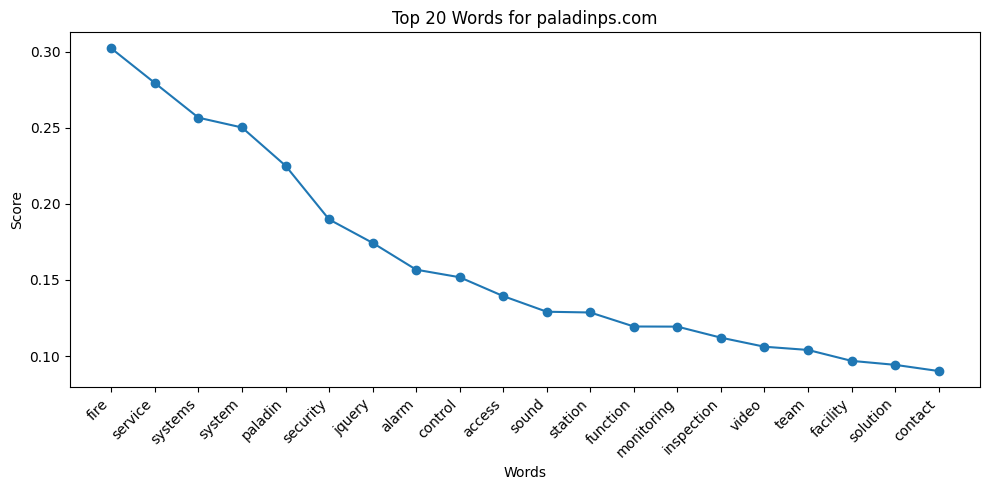 Top 20 Words for paladinps.com
0.30
0.25
0.20
0.15
0.10
Score
fire
service
systems
system
paladin
security
jquery
alarm
control
access
sound
station
function
monitoring
inspection
video
team
facility
solution
contact
Words